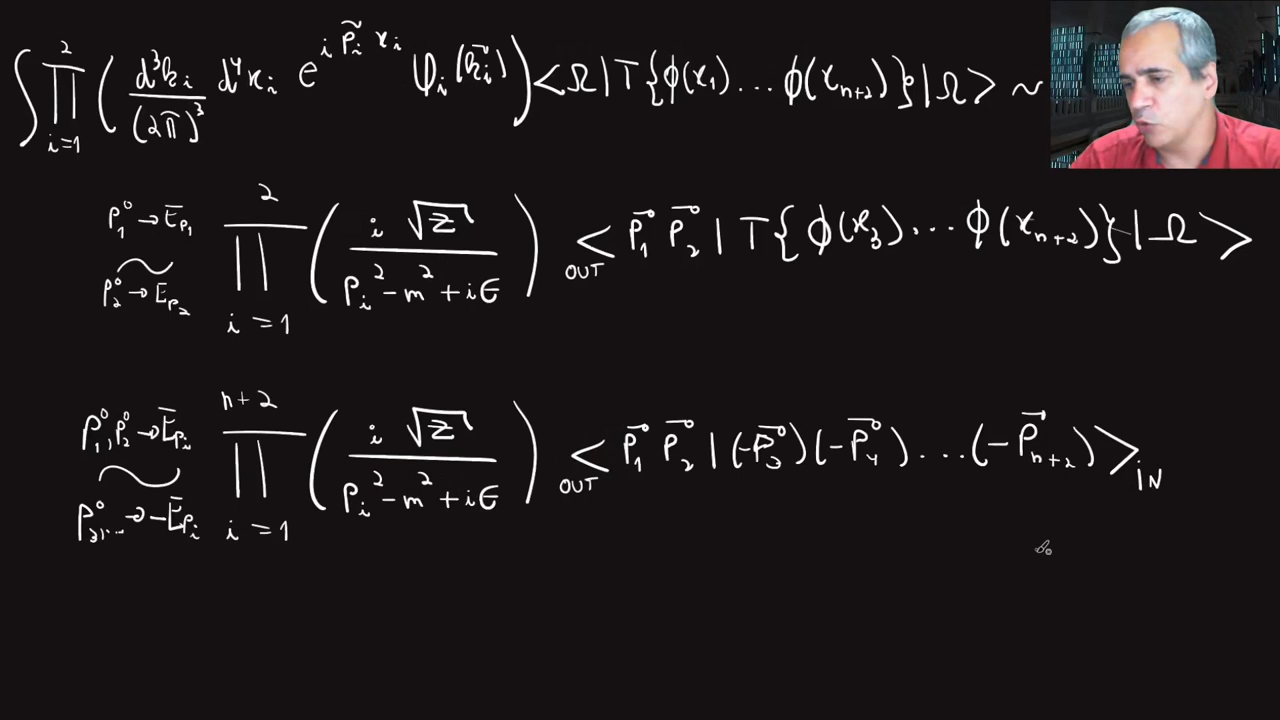 ∫ ∏_{i=1}^{2} ( d³k_i/(2π)³ d⁴x_i e^{i p̃_i x_i} φ_i(k⃗_i) ) <Ω|T{ϕ(x_1)...ϕ(x_{n+2})}|Ω> ~
p_1^0 → E_{p_1} ~ p_2^0 → E_{p_2} ∏_{i=1}^{2} ( i√Z / (p_i² - m² + iϵ) ) _{OUT}<p⃗_1 p⃗_2|T{ϕ(x_3)...ϕ(x_{n+2})}|Ω>
p_1^0, p_2^0 → E_{p_i} ~ p_{3,...}^0 → -E_{p_i} ∏_{i=1}^{n+2} ( i√Z / (p_i² - m² + iϵ) ) _{OUT}<p⃗_1 p⃗_2|(-p⃗_3)(-p⃗_4)...(-p⃗_{n+2})>_{IN}